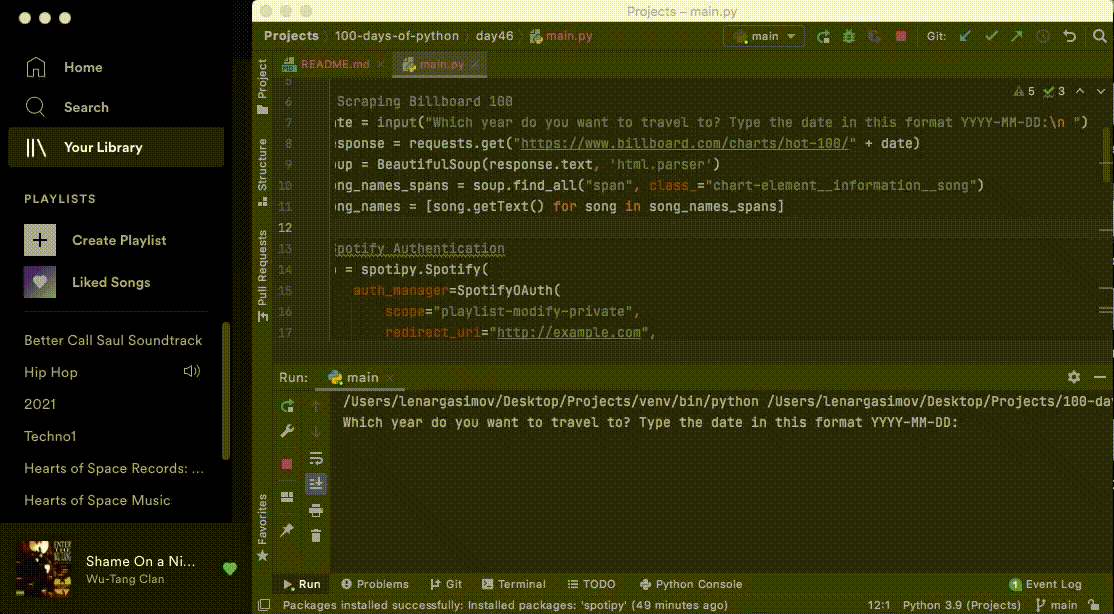 Home
Search
Your Library
PLAYLISTS
Create Playlist
Liked Songs
Better Call Saul Soundtrack
Hip Hop
2021
Techno1
Hearts of Space Records: ...
Hearts of Space Music
Shame On a Ni...
Wu-Tang Clan
Projects – main.py
Projects 100-days-of-python day46 main.py
main
Git:
README.md
main.py
Project
Structure
Pull Requests
Favorites
5 3
5
6 Scraping Billboard 100
7 ate = input("Which year do you want to travel to? Type the date in this format YYYY-MM-DD:\n ")
8 esponse = requests.get("https://www.billboard.com/charts/hot-100/" + date)
9 oup = BeautifulSoup(response.text, 'html.parser')
10 ong_names_spans = soup.find_all("span", class_="chart-element__information__song")
11 ong_names = [song.getText() for song in song_names_spans]
12
13 Spotify Authentication
14 = spotipy.Spotify(
15 auth_manager=SpotifyOAuth(
16 scope="playlist-modify-private",
17 redirect_uri="http://example.com",
Run: main
/Users/lenargasimov/Desktop/Projects/venv/bin/python /Users/lenargasimov/Desktop/Projects/100-da
Which year do you want to travel to? Type the date in this format YYYY-MM-DD:
Run Problems Git Terminal TODO Python Console
1 Event Log
Packages installed successfully: Installed packages: 'spotipy' (49 minutes ago)
12:1 Python 3.9 (Projects) main